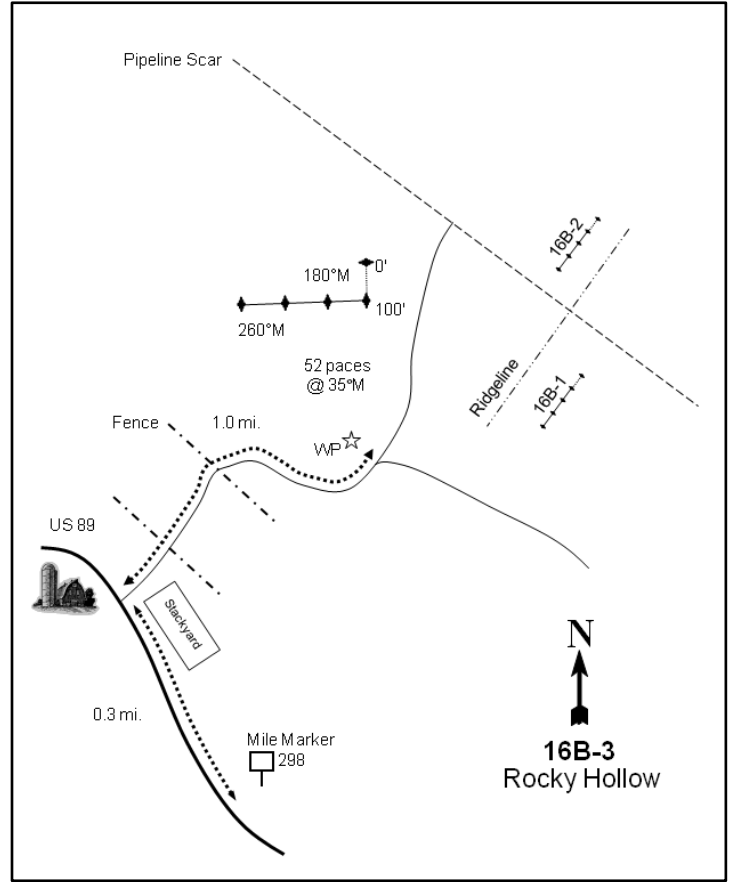 Pipeline Scar
16B-2
180°M
0'
100'
260°M
Ridgeline
16B-1
52 paces
@ 35°M
Fence
1.0 mi.
WP
US 89
Stackyard
0.3 mi.
Mile Marker
298
N
16B-3
Rocky Hollow